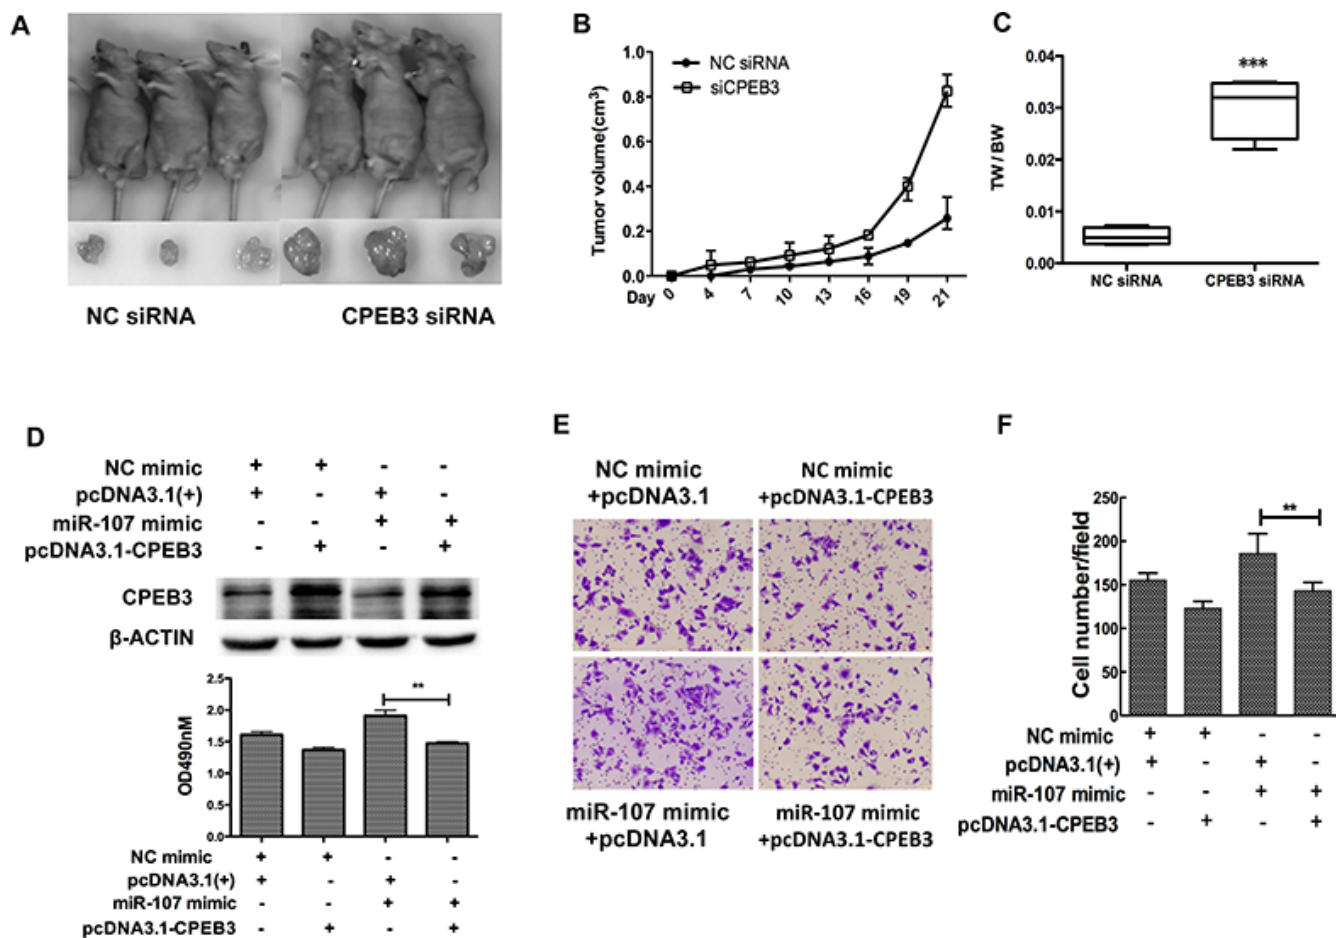 A
NC siRNA
CPEB3 siRNA
B
Tumor volume(cm3)
1.0
0.8
0.6
0.4
0.2
0.0
NC siRNA
siCPEB3
Day
0 4 7 10 13 16 19 21
C
TW / BW
0.04
0.03
0.02
0.01
0.00
***
NC siRNA CPEB3 siRNA
D
NC mimic + + - -
pcDNA3.1(+) + - + -
miR-107 mimic - - + +
pcDNA3.1-CPEB3 - + - +
CPEB3
β-ACTIN
OD490nM
2.5
2.0
1.5
1.0
0.5
0.0
**
NC mimic + + - -
pcDNA3.1(+) + - + -
miR-107 mimic - - + +
pcDNA3.1-CPEB3 - + - +
E
NC mimic
+pcDNA3.1
NC mimic
+pcDNA3.1-CPEB3
miR-107 mimic
+pcDNA3.1
miR-107 mimic
+pcDNA3.1-CPEB3
F
Cell number/field
250
200
150
100
50
0
**
NC mimic + + - -
pcDNA3.1(+) + - + -
miR-107 mimic - - + +
pcDNA3.1-CPEB3 - + - +